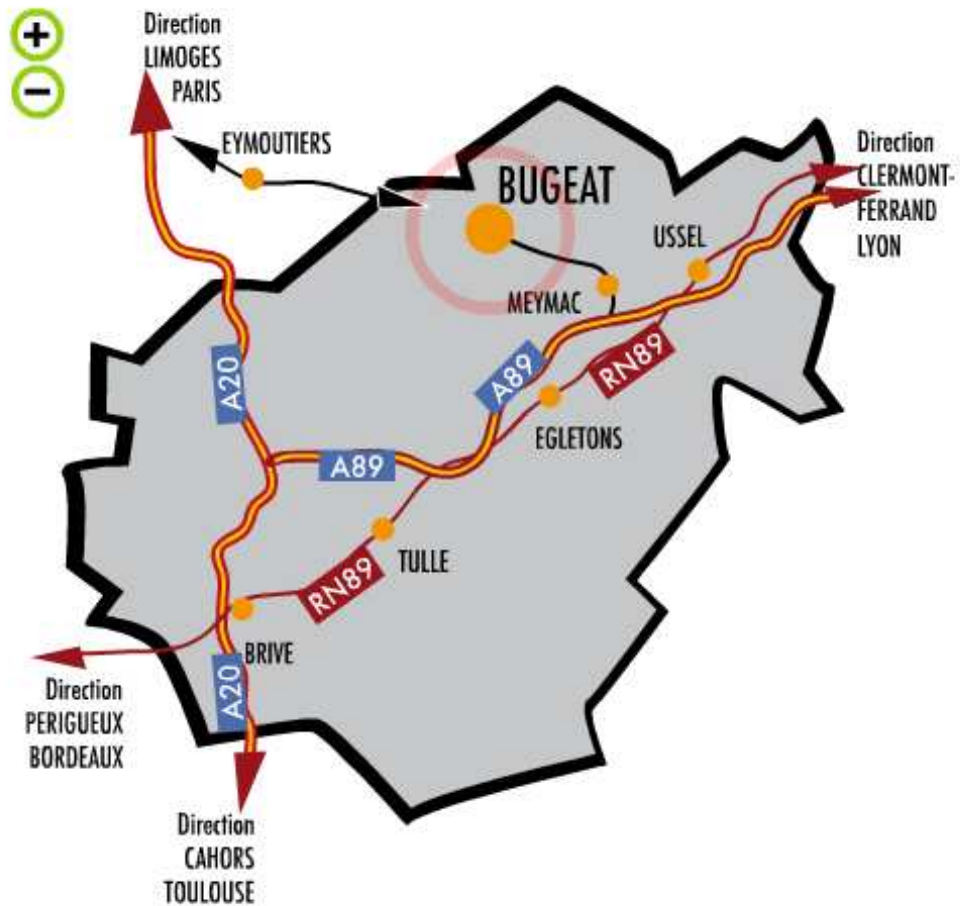 Direction
LIMOGES
PARIS
EYMOUTIERS
BUGEAT
Direction
CLERMONT-
FERRAND
LYON
USSEL
MEYMAC
A20
A89
RN89
EGLETONS
A89
TULLE
RN89
BRIVE
A20
Direction
PERIGUEUX
BORDEAUX
Direction
CAHORS
TOULOUSE